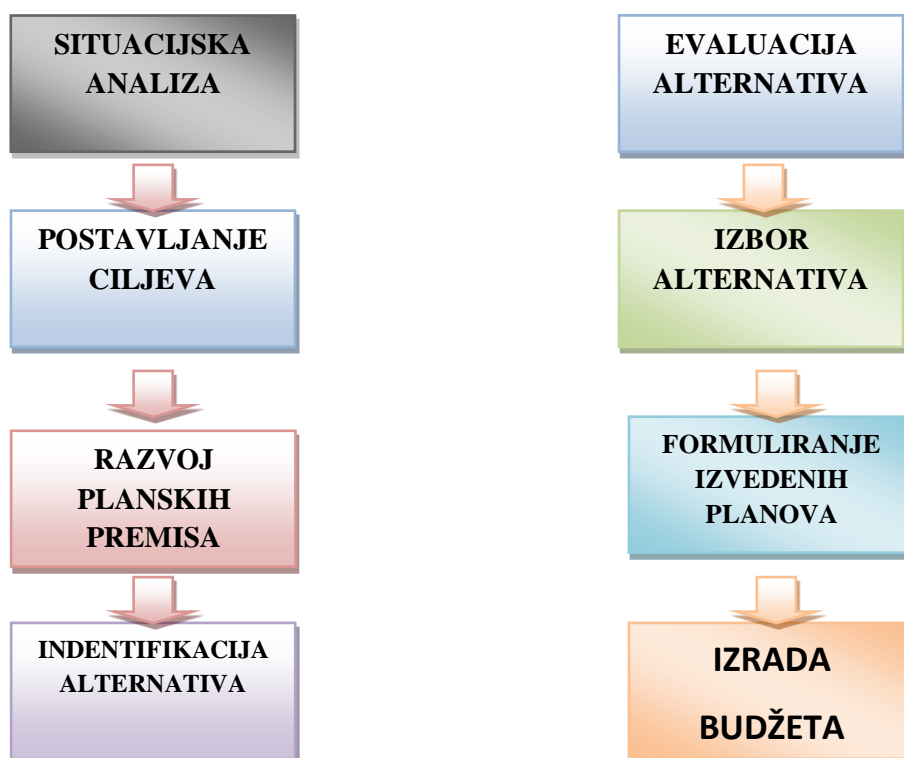 SITUACIJSKA
ANALIZA
POSTAVLJANJE
CILJEVA
RAZVOJ
PLANSKIH
PREMISA
INDENTIFIKACIJA
ALTERNATIVA
EVALUACIJA
ALTERNATIVA
IZBOR
ALTERNATIVA
FORMULIRANJE
IZVEDENIH
PLANOVA
IZRADA
BUDŽETA